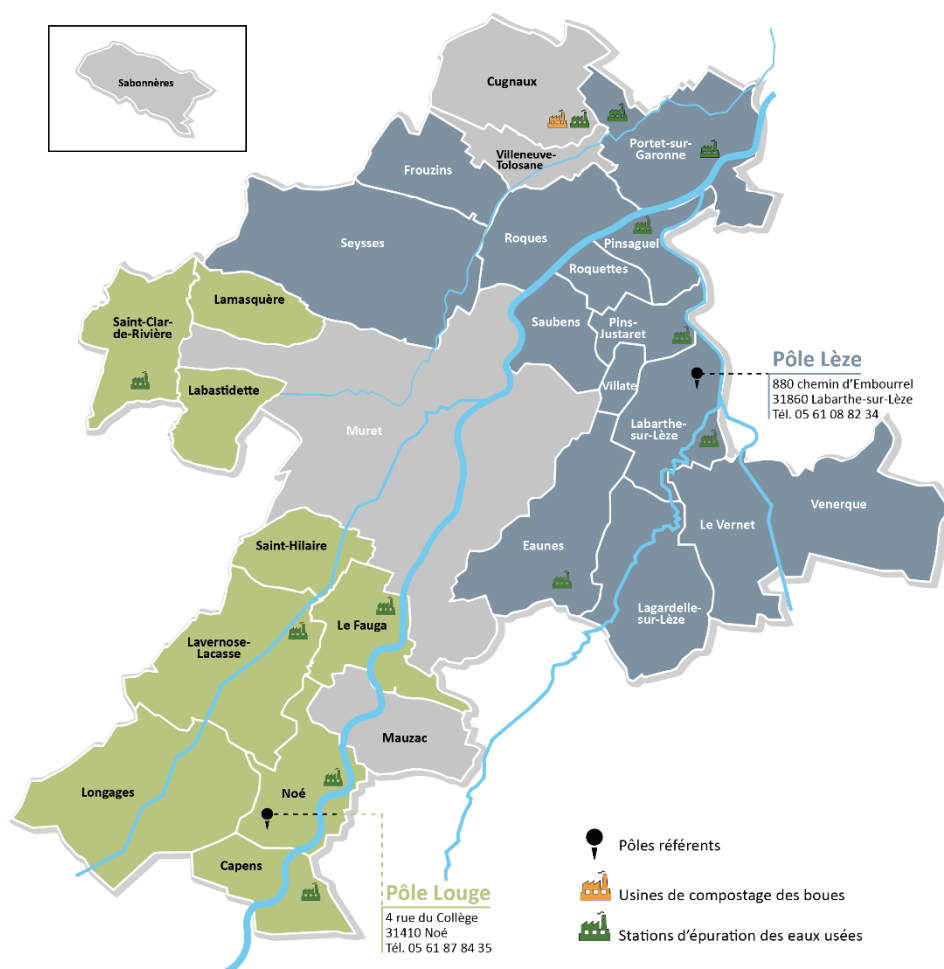 Sabonnères
Cugnaux
Portet-sur-
Garonne
Villeneuve-
Tolosane
Frouzins
Seysses
Roques
Pinsaguel
Roquettes
Lamasquère
Saint-Clar-
de-Rivière
Saubens
Pins-
Justaret
Labastidette
Villate
Muret
Labarthe-
sur-Lèze
Pôle Lèze
880 chemin d'Embourrel
31860 Labarthe-sur-Lèze
Tél. 05 61 08 82 34
Venerque
Le Vernet
Eaunes
Saint-Hilaire
Lagardelle-
sur-Lèze
Le Fauga
Lavernose-
Lacasse
Mauzac
Longages
Noé
Capens
Pôle Louge
4 rue du Collège
31410 Noé
Tél. 05 61 87 84 35
Pôles référents
Usines de compostage des boues
Stations d'épuration des eaux usées